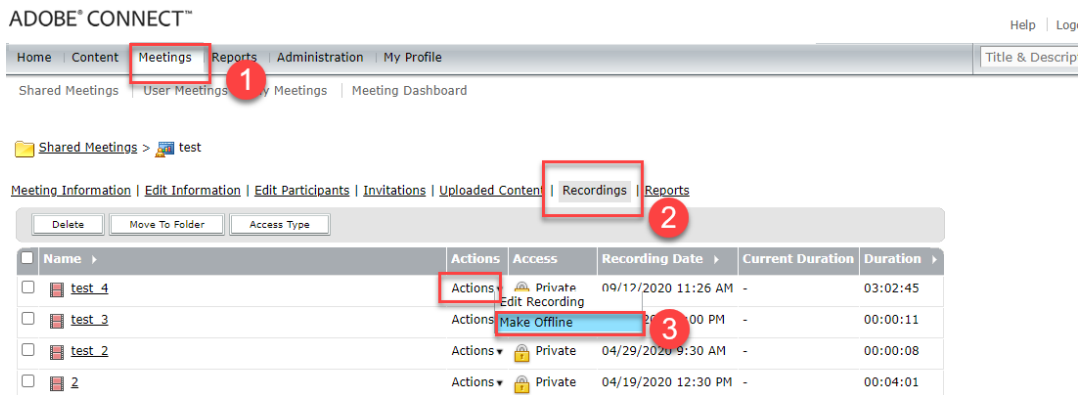 ADOBE® CONNECT™
Help
Home Content Meetings Reports Administration My Profile
Title & Descrip
1
Shared Meetings User Meetings Meetings Meeting Dashboard
Shared Meetings > test
Meeting Information | Edit Information | Edit Participants | Invitations | Uploaded Content | Recordings | Reports
2
Delete Move To Folder Access Type
Name Actions Access Recording Date Current Duration Duration
test_4 Actions Private 09/12/2020 11:26 AM - 03:02:45
Edit Recording
test_3 Actions PM - 00:00:11
Make Offline
3
test_2 Actions Private 04/29/2020 9:30 AM - 00:00:08
2 Actions Private 04/19/2020 12:30 PM - 00:04:01